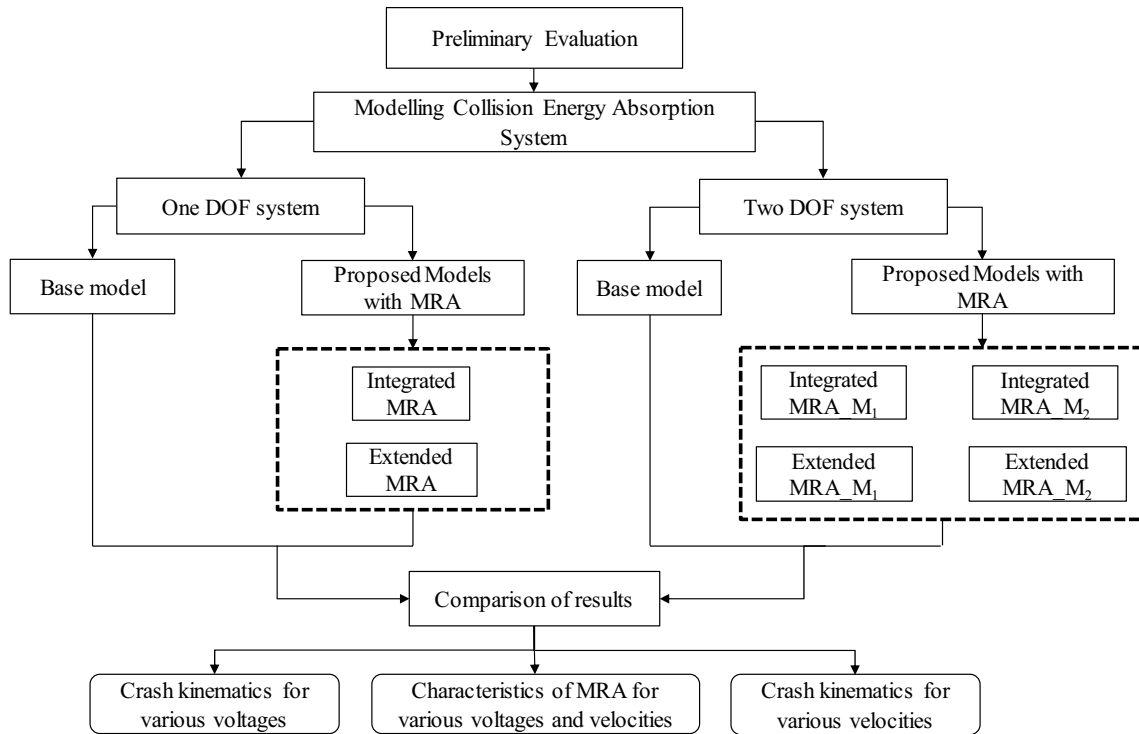 Preliminary Evaluation
Modelling Collision Energy Absorption
System
One DOF system
Two DOF system
Base model
Proposed Models
with MRA
Base model
Proposed Models with
MRA
Integrated
MRA
Extended
MRA
Integrated
MRA_M₁
Integrated
MRA_M₂
Extended
MRA_M₁
Extended
MRA_M₂
Comparison of results
Crash kinematics for
various voltages
Characteristics of MRA for
various voltages and velocities
Crash kinematics for
various velocities